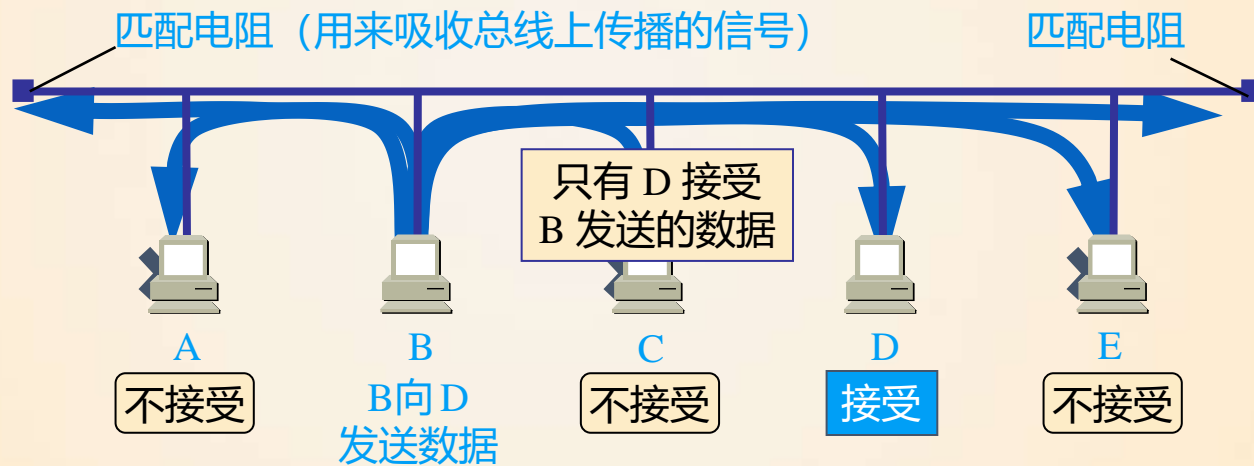 匹配电阻（用来吸收总线上传播的信号）
匹配电阻
只有 D 接受
B 发送的数据
A
B
C
D
E
不接受
B向 D
发送数据
不接受
接受
不接受